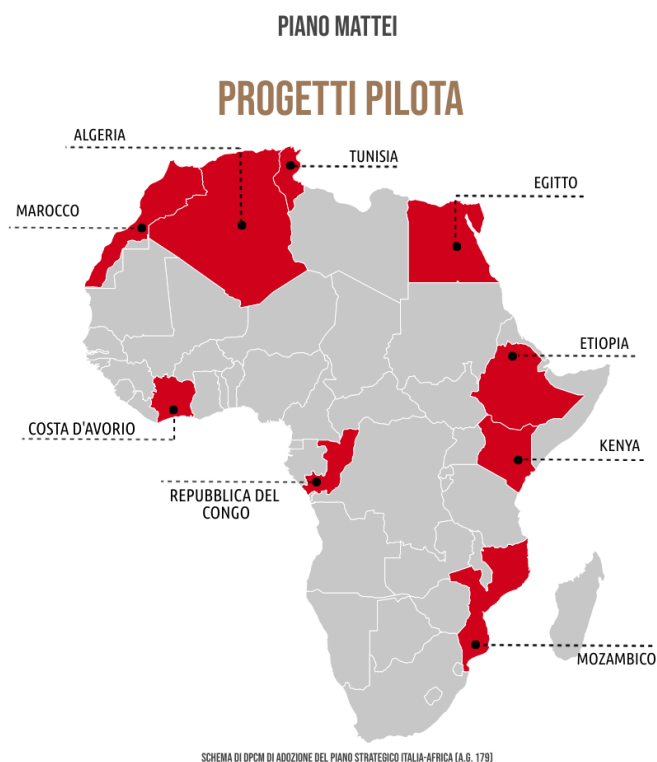 PIANO MATTEI
PROGETTI PILOTA
ALGERIA
TUNISIA
EGITTO
MAROCCO
ETIOPIA
COSTA D'AVORIO
KENYA
REPUBBLICA DEL
CONGO
MOZAMBICO
SCHEMA DI DPCM DI ADOZIONE DEL PIANO STRATEGICO ITALIA-AFRICA (A.G. 179)